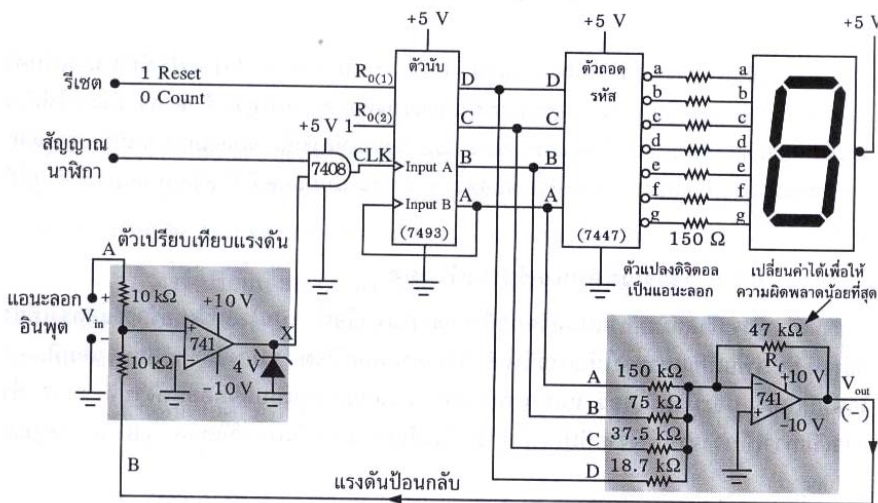 +5 V
+5 V
+5 V
รีเซต
1 Reset
0 Count
R0(1)
ตัวนับ
D
D
ตัวถอด
รหัส
a
a
b
b
R0(2)
1
C
C
c
c
+5 V
สัญญาณ
นาฬิกา
7408
CLK
Input A
B
B
d
d
e
e
Input B
A
A
f
f
g
g
(7493)
(7447)
150 Ω
A
ตัวเปรียบเทียบแรงดัน
ตัวแปลงดิจิตอล
เป็นแอนะลอก
เปลี่ยนค่าได้เพื่อให้
ความผิดพลาดน้อยที่สุด
แอนะลอก
อินพุต
+
Vin
−
10 kΩ
10 kΩ
+10 V
+
741
−
−10 V
4 V
X
47 kΩ
Rf
A
150 kΩ
B
75 kΩ
C
37.5 kΩ
D
18.7 kΩ
+10 V
−
741
+
−10 V
Vout
(−)
B
แรงดันป้อนกลับ